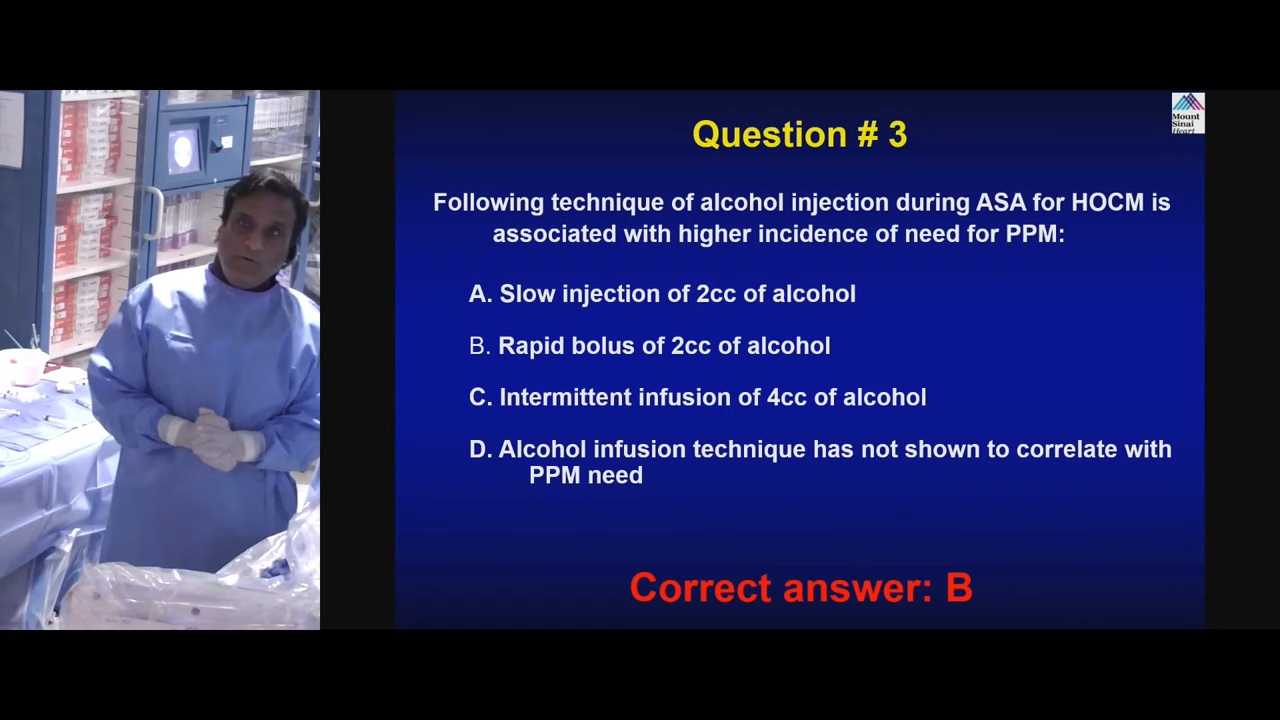 Mount
Sinai
Heart
Question # 3
Following technique of alcohol injection during ASA for HOCM is
associated with higher incidence of need for PPM:
A. Slow injection of 2cc of alcohol
B. Rapid bolus of 2cc of alcohol
C. Intermittent infusion of 4cc of alcohol
D. Alcohol infusion technique has not shown to correlate with
PPM need
Correct answer: B